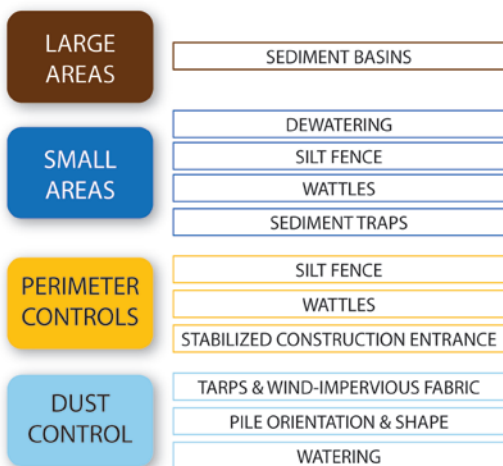 LARGE
AREAS
SEDIMENT BASINS
SMALL
AREAS
DEWATERING
SILT FENCE
WATTLES
SEDIMENT TRAPS
PERIMETER
CONTROLS
SILT FENCE
WATTLES
STABILIZED CONSTRUCTION ENTRANCE
DUST
CONTROL
TARPS & WIND-IMPERVIOUS FABRIC
PILE ORIENTATION & SHAPE
WATERING